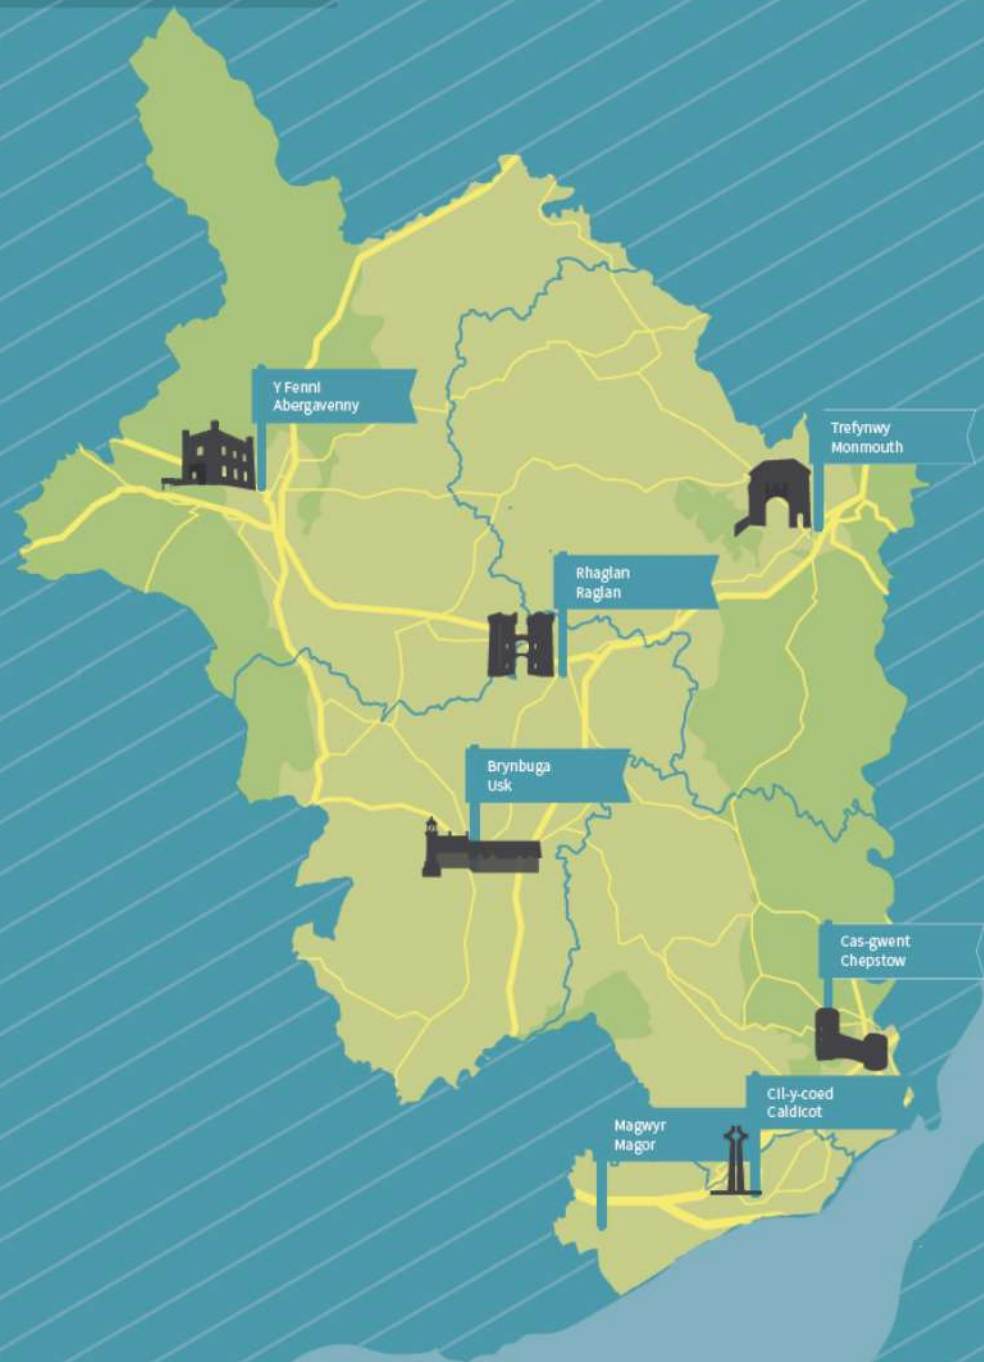 Y Fenni
Abergavenny
Trefynwy
Monmouth
Rhaglan
Raglan
Brynbuga
Usk
Cas-gwent
Chepstow
Cil-y-coed
Caldicot
Magwyr
Magor